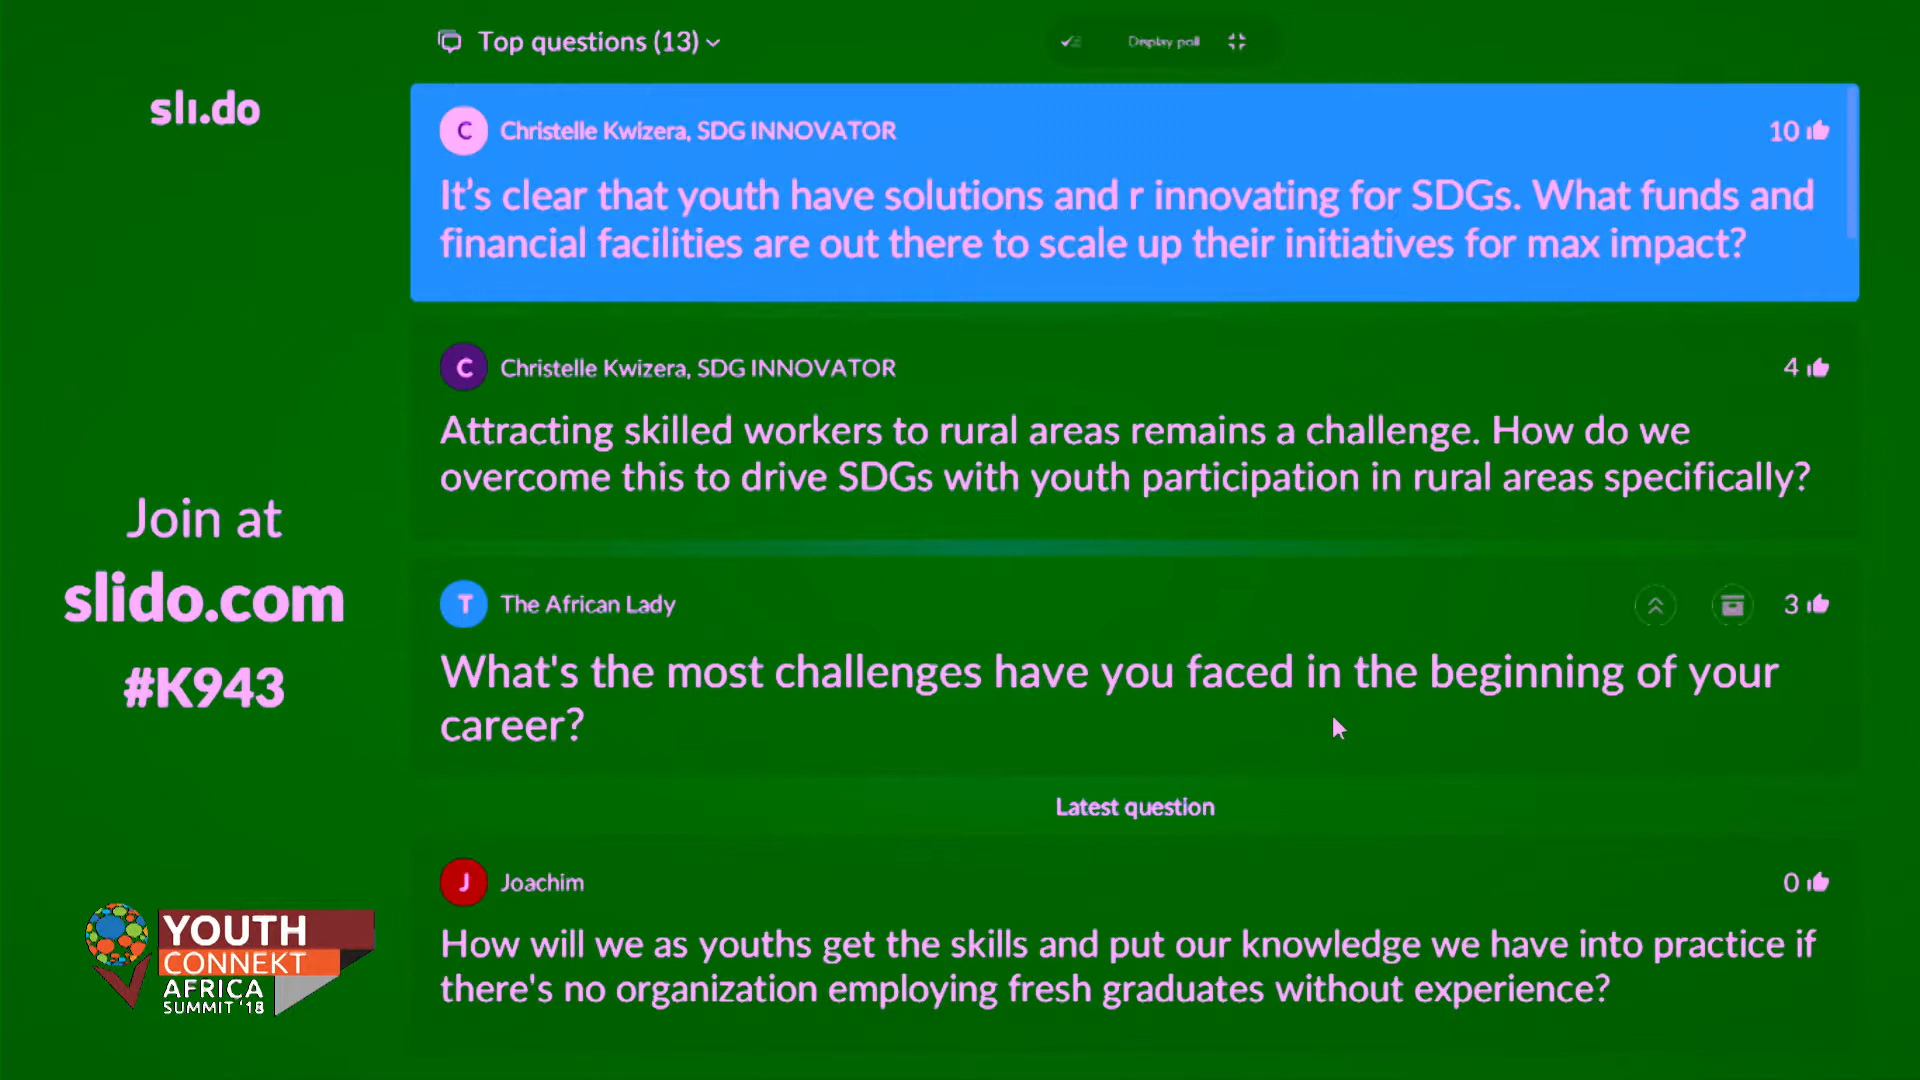 Top questions (13)
Display poll
sli.do
C
Christelle Kwizera, SDG INNOVATOR
10
It's clear that youth have solutions and r innovating for SDGs. What funds and
financial facilities are out there to scale up their initiatives for max impact?
C
Christelle Kwizera, SDG INNOVATOR
4
Attracting skilled workers to rural areas remains a challenge. How do we
overcome this to drive SDGs with youth participation in rural areas specifically?
Join at
slido.com
#K943
T
The African Lady
3
What's the most challenges have you faced in the beginning of your
career?
Latest question
J
Joachim
0
How will we as youths get the skills and put our knowledge we have into practice if
there's no organization employing fresh graduates without experience?
YOUTH
CONNEKT
AFRICA
SUMMIT '18